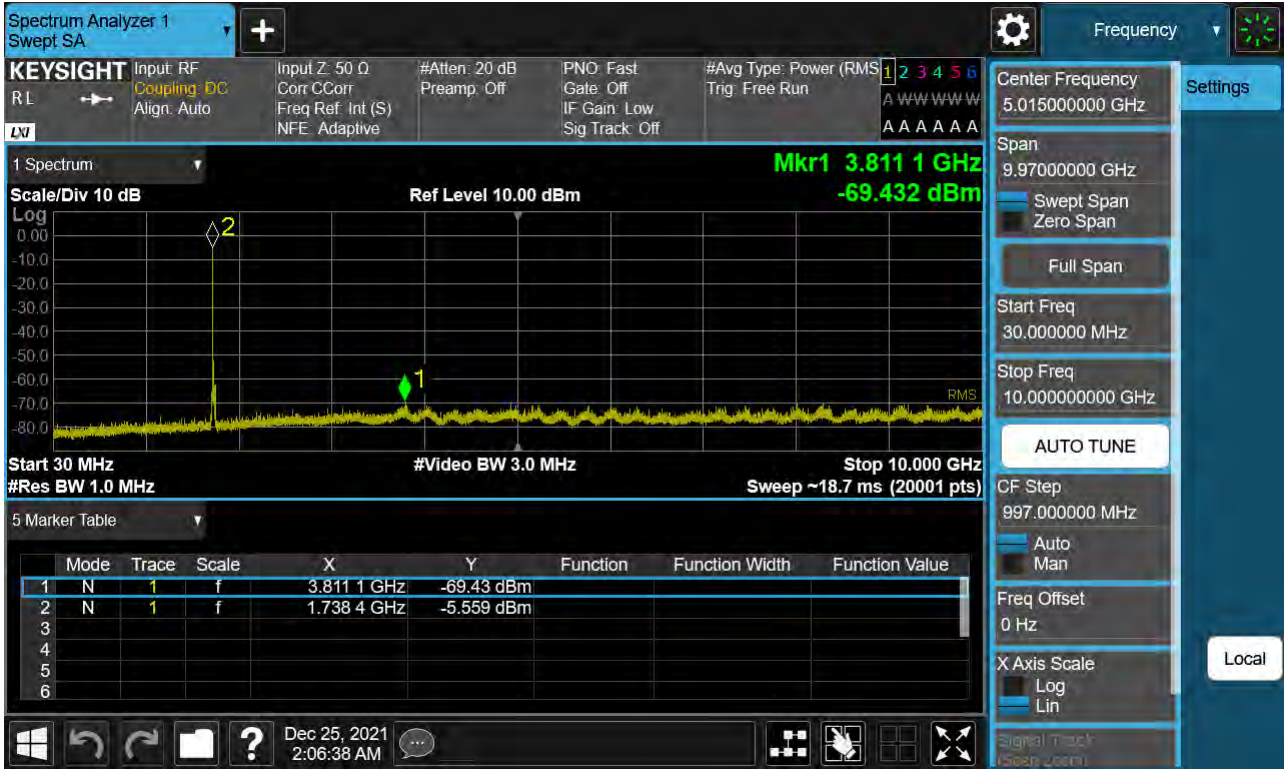 Spectrum Analyzer 1
Swept SA
+
Frequency
KEYSIGHT
RL
LXI
Input: RF
Coupling: DC
Align: Auto
Input Z: 50 Ω
Corr CCorr
Freq Ref: Int (S)
NFE: Adaptive
#Atten: 20 dB
Preamp: Off
PNO: Fast
Gate: Off
IF Gain: Low
Sig Track: Off
#Avg Type: Power (RMS
Trig: Free Run
1 2 3 4 5 6
A W W W W W
A A A A A A
1 Spectrum
Scale/Div 10 dB
Ref Level 10.00 dBm
Mkr1 3.811 1 GHz
-69.432 dBm
Log
0.00
-10.0
-20.0
-30.0
-40.0
-50.0
-60.0
-70.0
-80.0
2
1
RMS
Start 30 MHz
#Video BW 3.0 MHz
Stop 10.000 GHz
#Res BW 1.0 MHz
Sweep ~18.7 ms (20001 pts)
5 Marker Table
Mode Trace Scale X Y Function Function Width Function Value
1 N 1 f 3.811 1 GHz -69.43 dBm
2 N 1 f 1.738 4 GHz -5.559 dBm
3
4
5
6
Dec 25, 2021
2:06:38 AM
?
Center Frequency
5.015000000 GHz
Span
9.97000000 GHz
Swept Span
Zero Span
Full Span
Start Freq
30.000000 MHz
Stop Freq
10.000000000 GHz
AUTO TUNE
CF Step
997.000000 MHz
Auto
Man
Freq Offset
0 Hz
X Axis Scale
Log
Lin
Signal Track
(Span Zoom)
Settings
Local